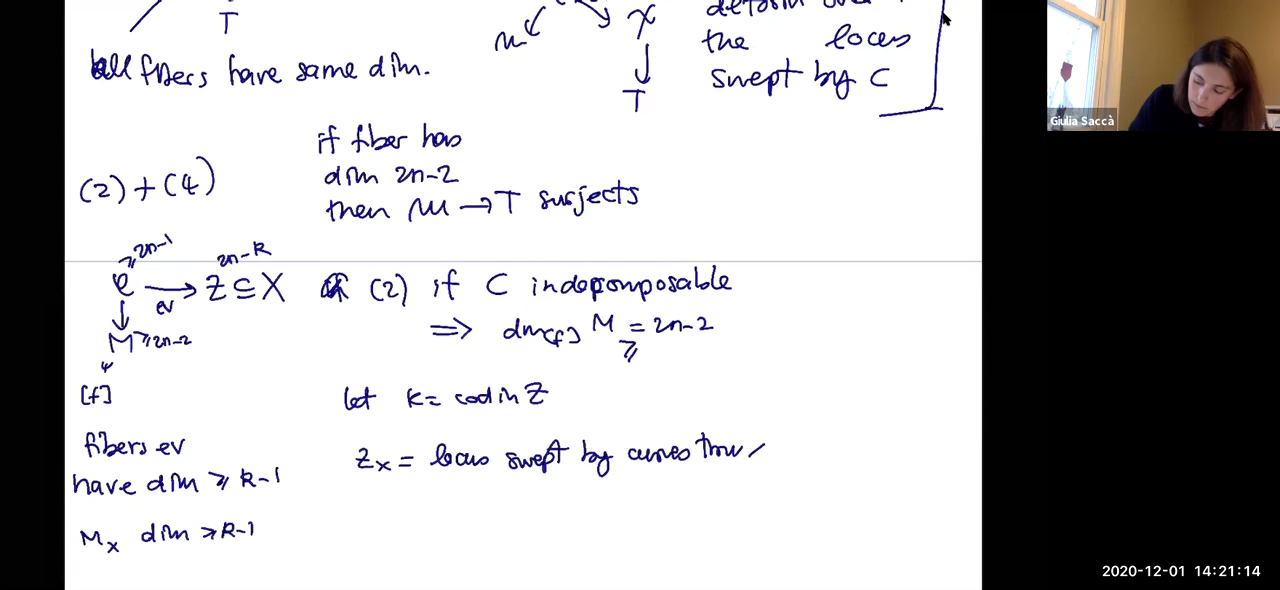 T
all fibers have same dim.
M
X
T
deform over T
the locus
swept by C
(2) + (4)
if fiber has
dim 2n-2
then M → T surjects
≥2n-1
2n-k
C → Z ⊆ X
ev
M ≥2n-2
[f]
(2) if C indecomposable
⇒ dim[f] M = 2n-2
≥
let k = codim Z
fibers ev
have dim ≥ k-1
Zx = locus swept by curves thru
Mx dim ≥ k-1
Giulia Saccà
2020-12-01 14:21:14